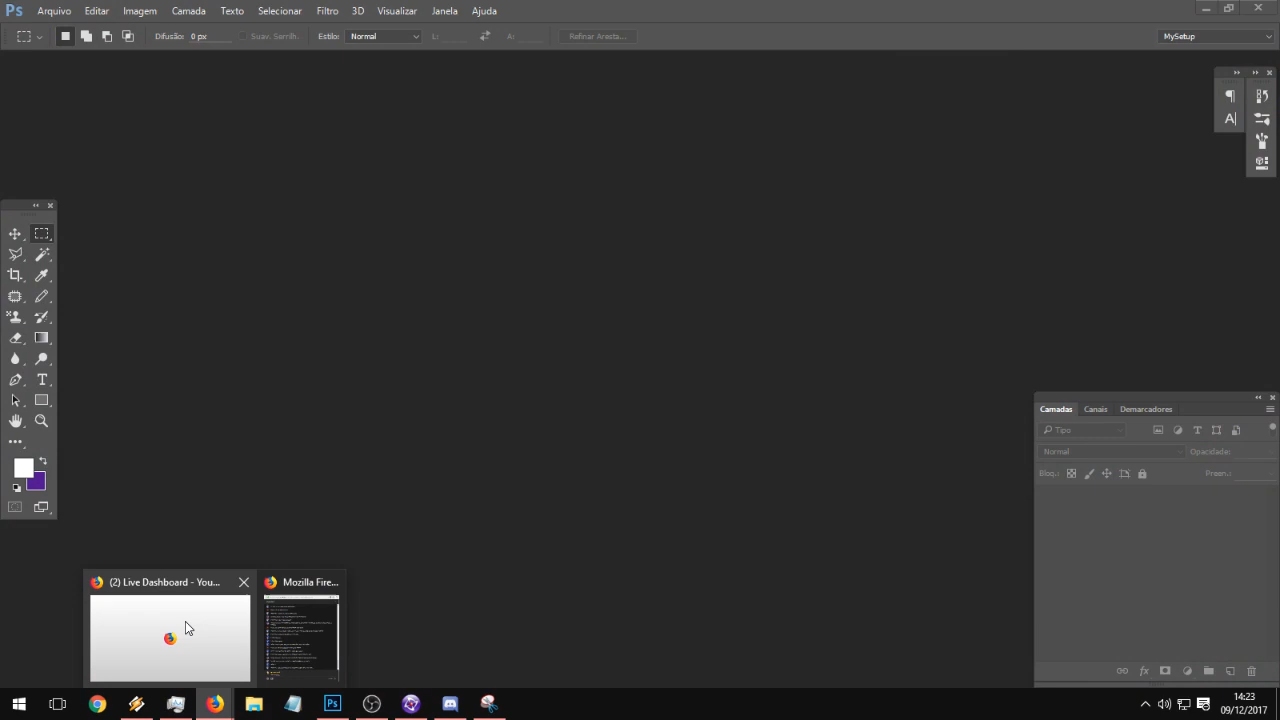 Ps Arquivo Editar Imagem Camada Texto Selecionar Filtro 3D Visualizar Janela Ajuda
Difusão: 0 px Suav. Serrilh. Estilo: Normal L: A: Refinar Aresta... MySetup
A
T
(2) Live Dashboard - You... Mozilla Fire...
Camadas Canais Demarcadores
Tipo T
Normal Opacidade:
Bloq.: Preen.:
fx
Ps
14:23
09/12/2017